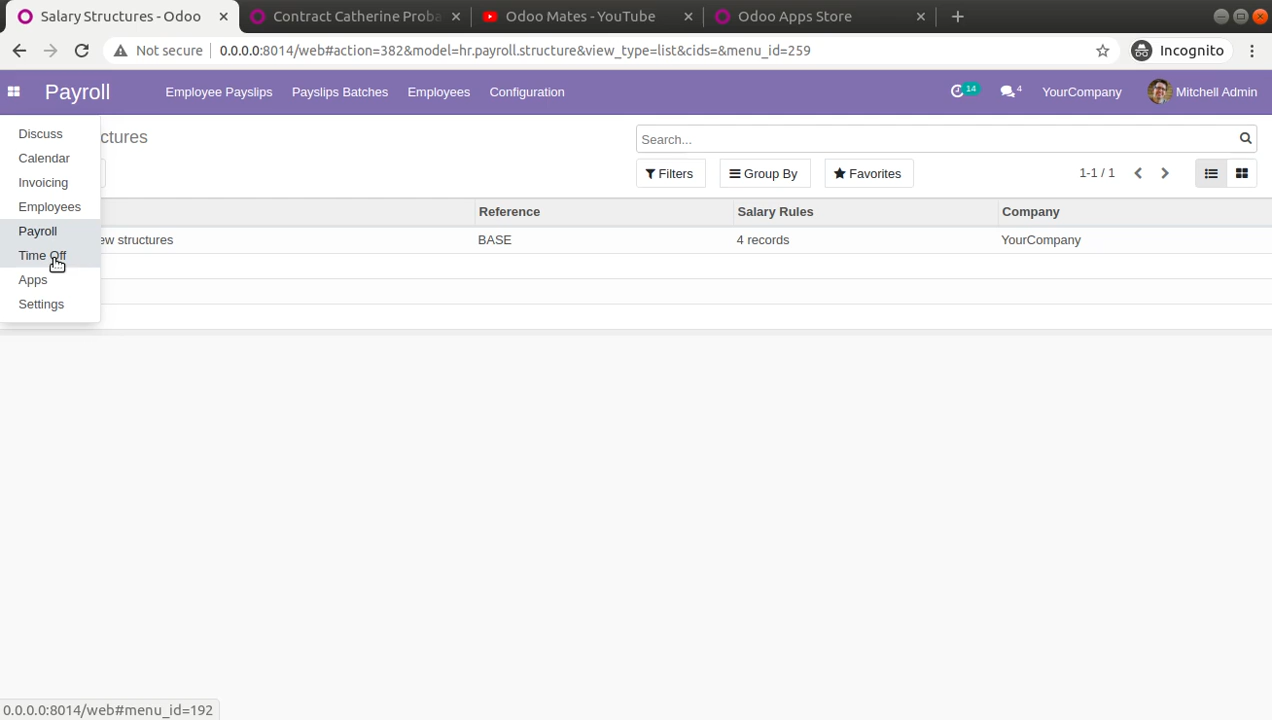 Salary Structures - Odoo
Contract Catherine Proba
Odoo Mates - YouTube
Odoo Apps Store
Not secure
0.0.0.0:8014/web#action=382&model=hr.payroll.structure&view_type=list&cids=&menu_id=259
Incognito
Payroll
Employee Payslips
Payslips Batches
Employees
Configuration
14
4
YourCompany
Mitchell Admin
Discuss
Calendar
Invoicing
Employees
Payroll
Time Off
Apps
Settings
ctures
Search...
Filters
Group By
Favorites
1-1 / 1
Reference
Salary Rules
Company
ew structures
BASE
4 records
YourCompany
0.0.0.0:8014/web#menu_id=192